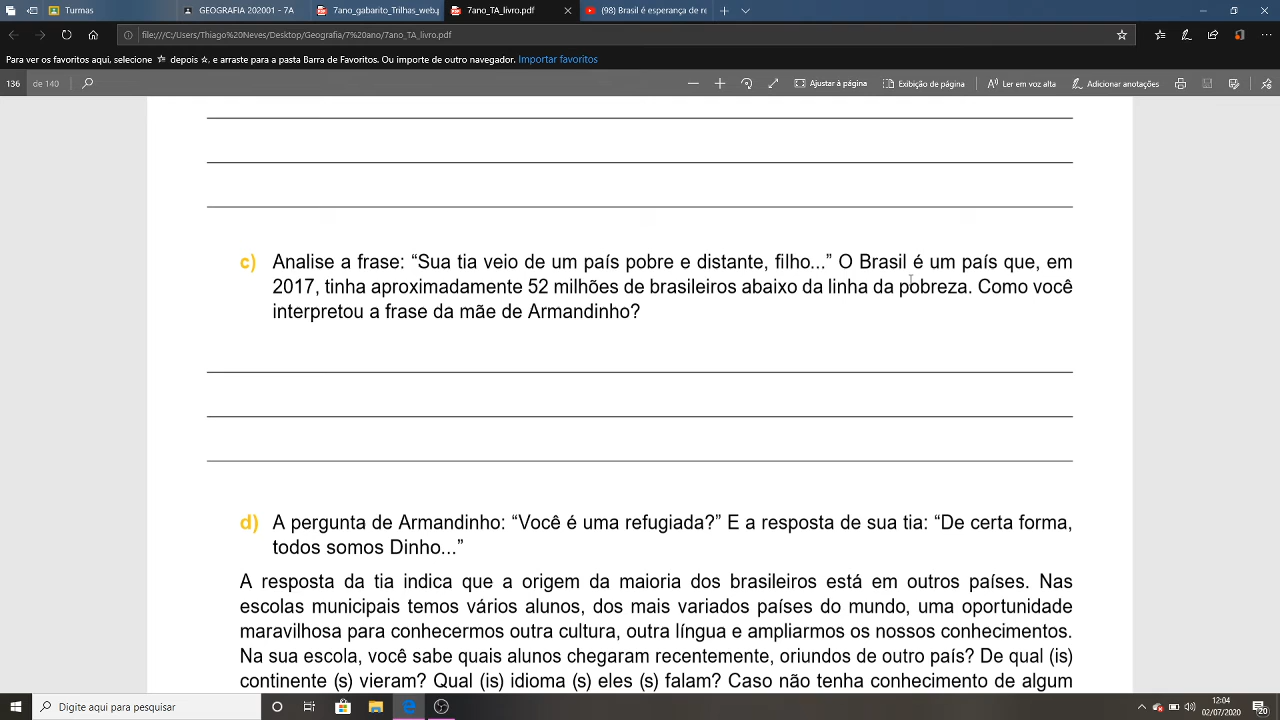 Turmas
GEOGRAFIA 202001 - 7A
7ano_gabarito_Trilhas_web.p
7ano_TA_livro.pdf
(98) Brasil é esperança de re
file:///C:/Users/Thiago%20Neves/Desktop/Geografia/7%20ano/7ano_TA_livro.pdf
Para ver os favoritos aqui, selecione depois, e arraste para a pasta Barra de Favoritos. Ou importe de outro navegador. Importar favoritos
136 de 140
Ajustar à página
Exibição de página
Ler em voz alta
Adicionar anotações
c) Analise a frase: “Sua tia veio de um país pobre e distante, filho...” O Brasil é um país que, em
2017, tinha aproximadamente 52 milhões de brasileiros abaixo da linha da pobreza. Como você
interpretou a frase da mãe de Armandinho?
d) A pergunta de Armandinho: “Você é uma refugiada?” E a resposta de sua tia: “De certa forma,
todos somos Dinho...”
A resposta da tia indica que a origem da maioria dos brasileiros está em outros países. Nas
escolas municipais temos vários alunos, dos mais variados países do mundo, uma oportunidade
maravilhosa para conhecermos outra cultura, outra língua e ampliarmos os nossos conhecimentos.
Na sua escola, você sabe quais alunos chegaram recentemente, oriundos de outro país? De qual (is)
continente (s) vieram? Qual (is) idioma (s) eles (s) falam? Caso não tenha conhecimento de algum
Digite aqui para pesquisar
12:04
02/07/2020
20